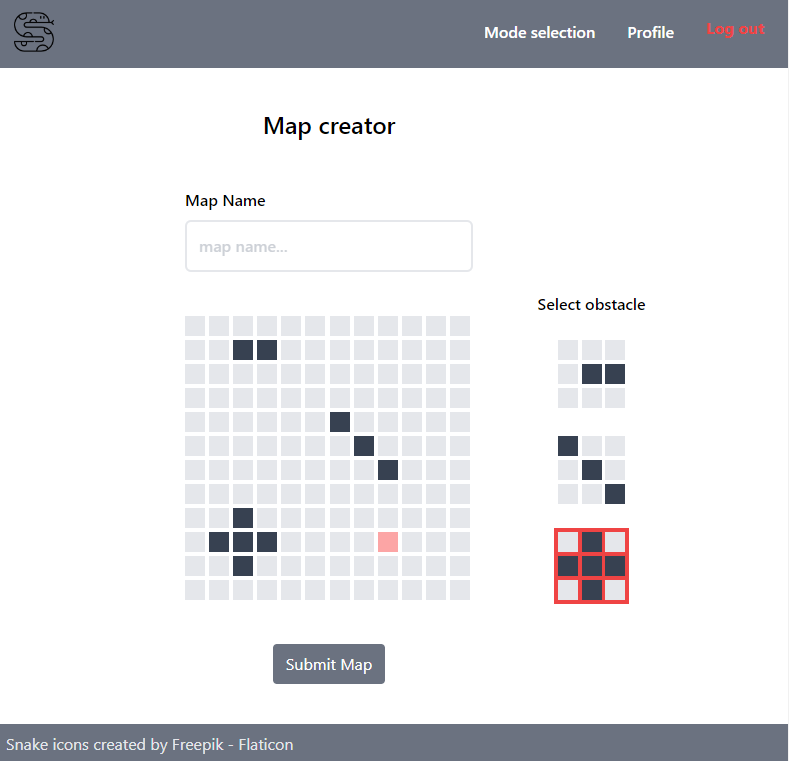 Mode selection
Profile
Log out
Map creator
Map Name
map name...
Select obstacle
Submit Map
Snake icons created by Freepik - Flaticon